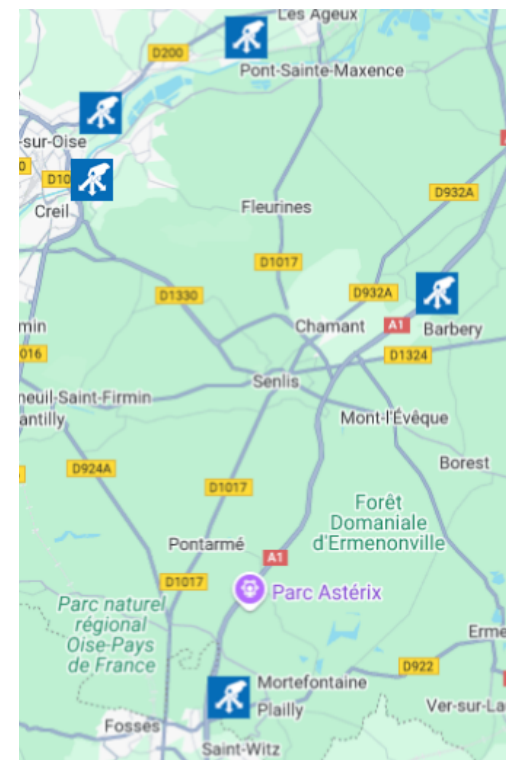 Les Ageux
D200
Pont-Sainte-Maxence
-sur-Oise
D10
Creil
D932A
Fleurines
D1017
D1330
D932A
min
Chamant
A1
Barbery
016
D1324
Senlis
neuil-Saint-Firmin
antilly
Mont-l'Évêque
D924A
Borest
D1017
Forêt
Domaniale
d'Ermenonville
Pontarmé
A1
D1017
Parc Astérix
Parc naturel
régional
Oise-Pays
de France
Erme
D922
Mortefontaine
Plailly
Ver-sur-La
Fosses
Saint-Witz